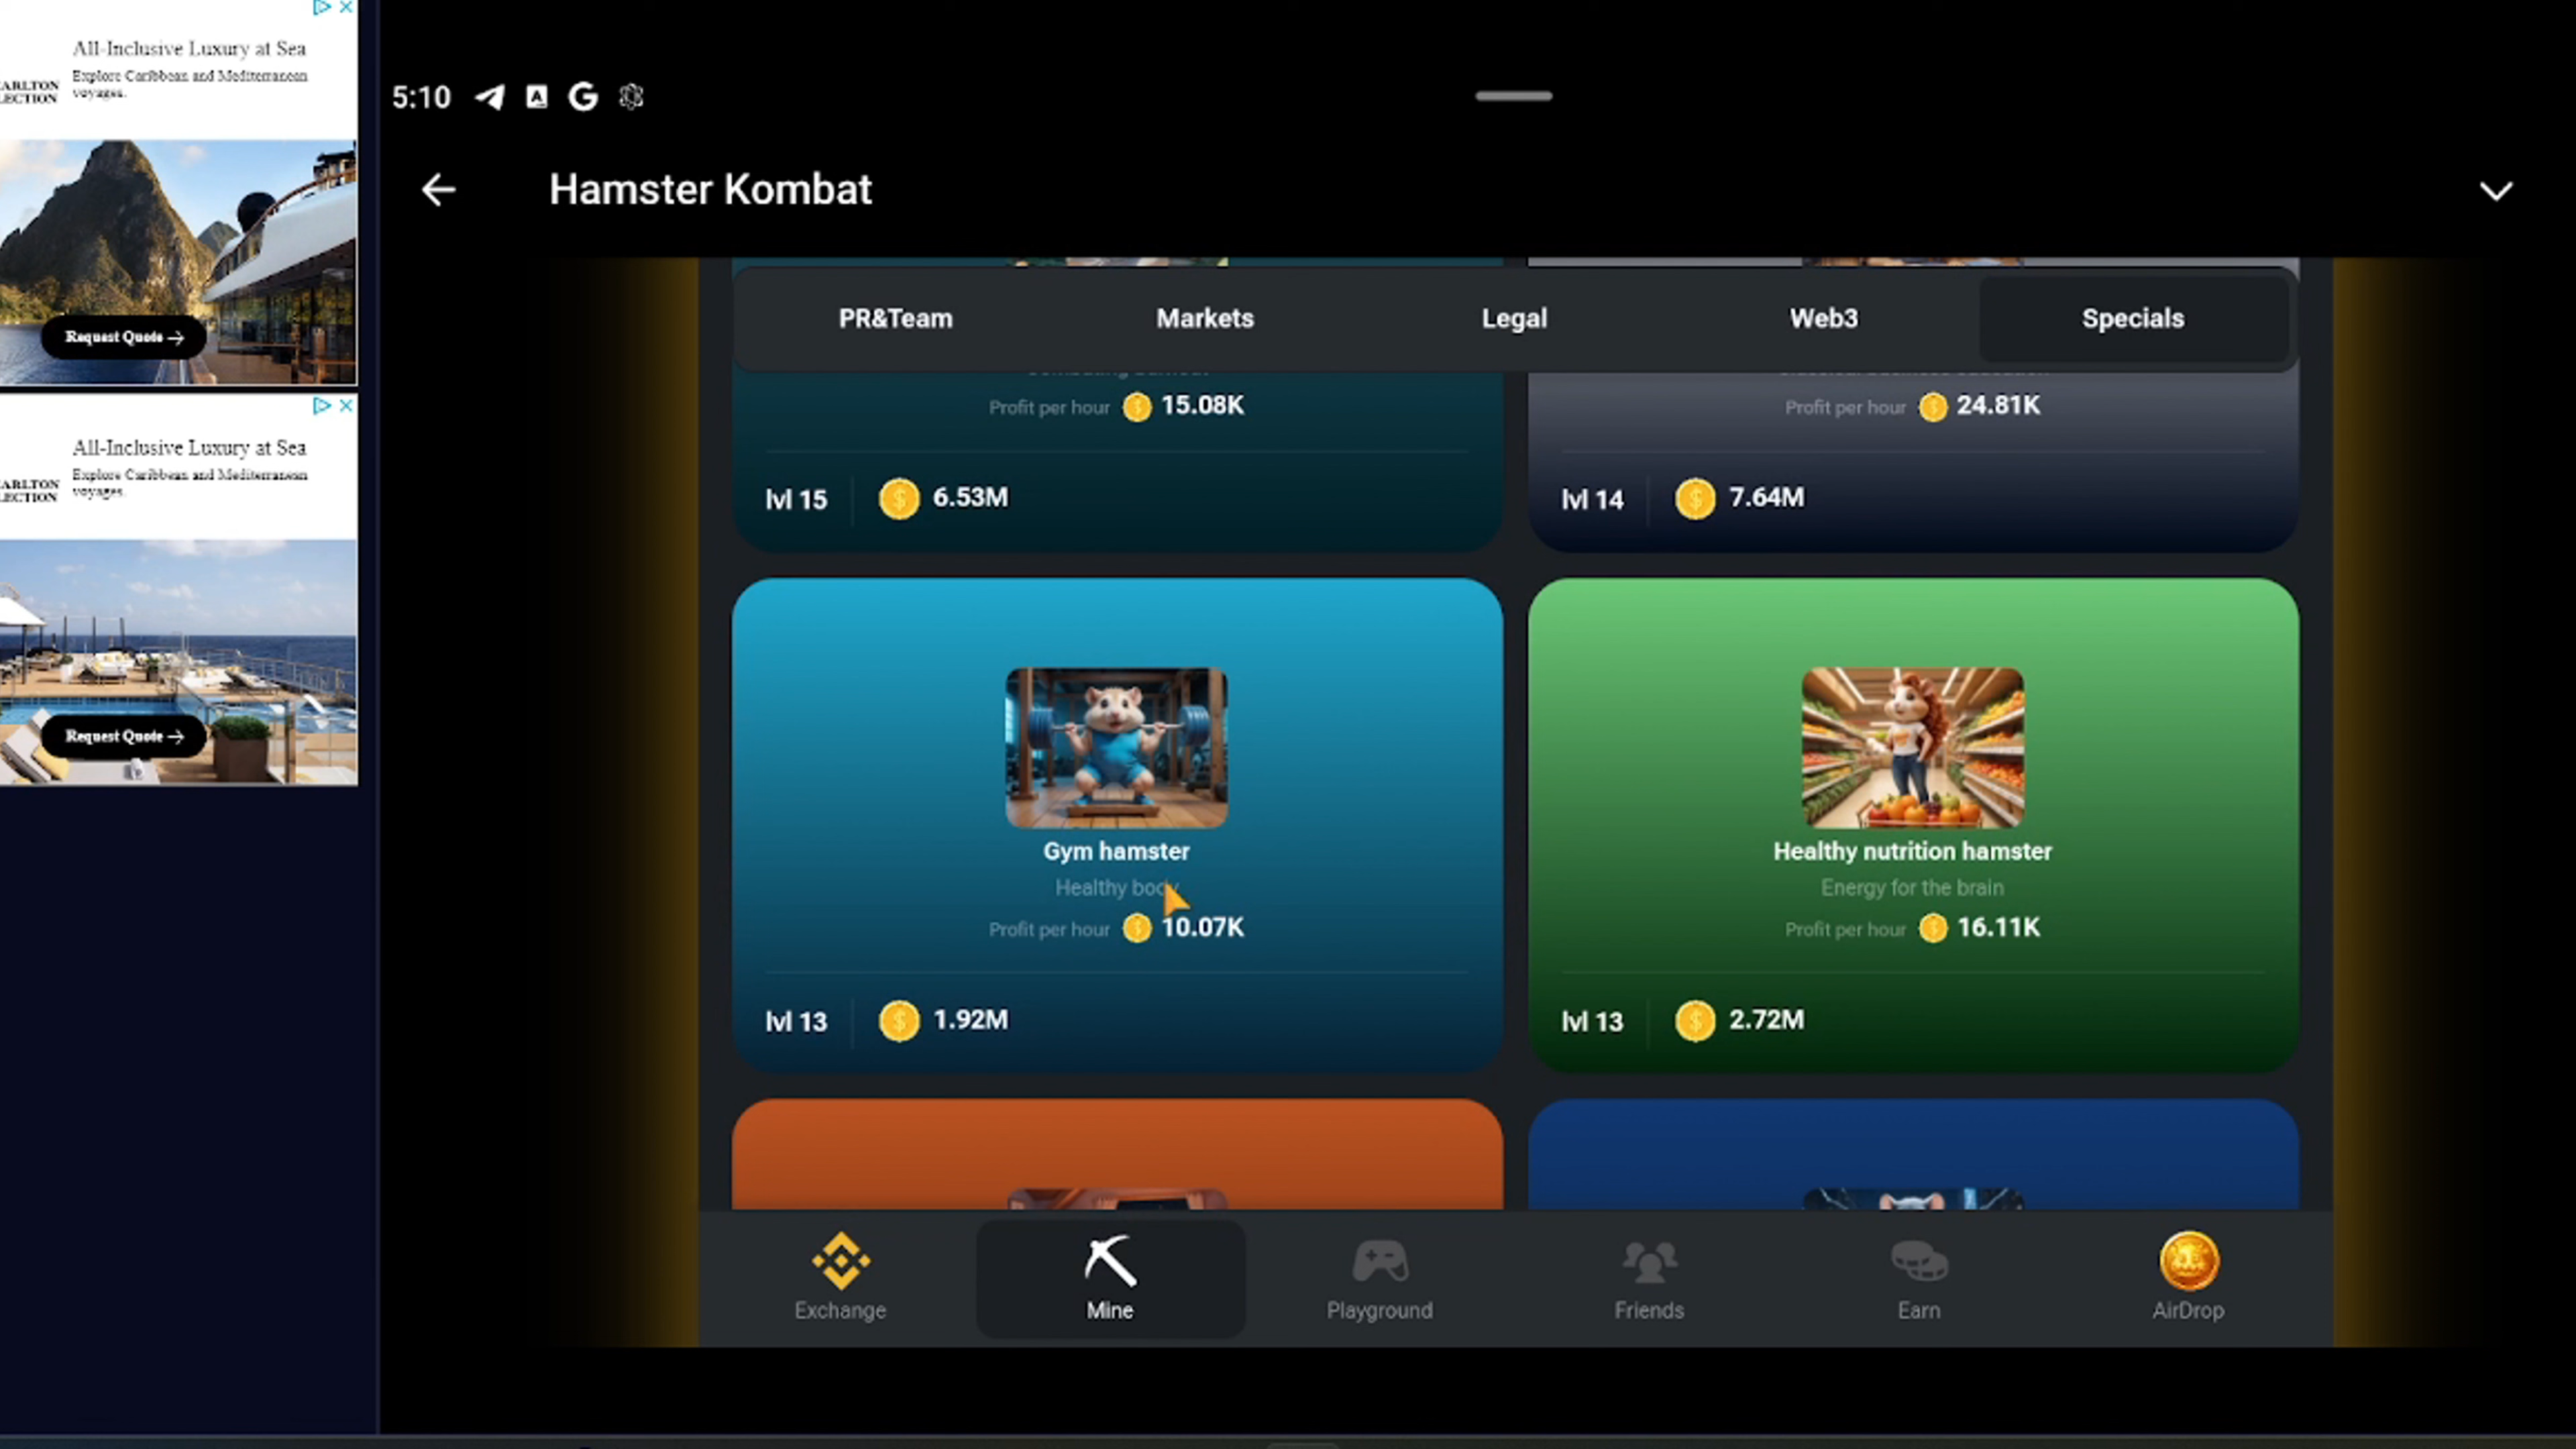 All-Inclusive Luxury at Sea
Explore Caribbean and Mediterranean
voyages.
ARLTON
LECTION
Request Quote →
All-Inclusive Luxury at Sea
Explore Caribbean and Mediterranean
voyages.
ARLTON
LECTION
Request Quote →
5:10
Hamster Kombat
PR&Team
Markets
Legal
Web3
Specials
Profit per hour 15.08K
Profit per hour 24.81K
lvl 15 6.53M
lvl 14 7.64M
Gym hamster
Healthy body
Profit per hour 10.07K
lvl 13 1.92M
Healthy nutrition hamster
Energy for the brain
Profit per hour 16.11K
lvl 13 2.72M
Exchange
Mine
Playground
Friends
Earn
AirDrop